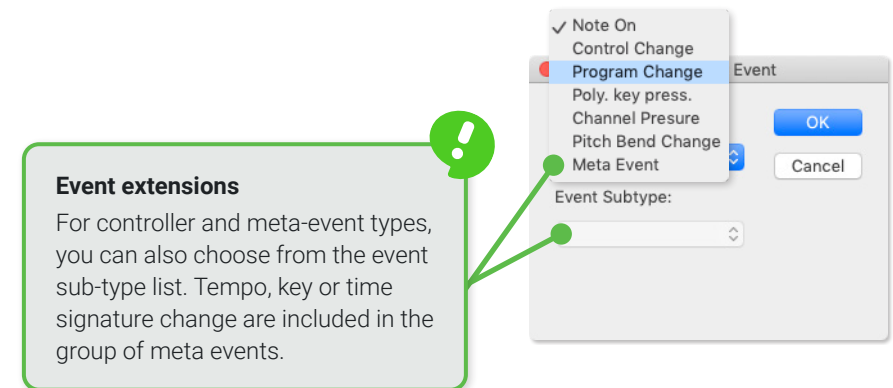 ✓ Note On
Control Change
Program Change
Event
Poly. key press.
Channel Presure
OK
Pitch Bend Change
Meta Event
Cancel
Event Subtype:
Event extensions
For controller and meta-event types,
you can also choose from the event
sub-type list. Tempo, key or time
signature change are included in the
group of meta events.